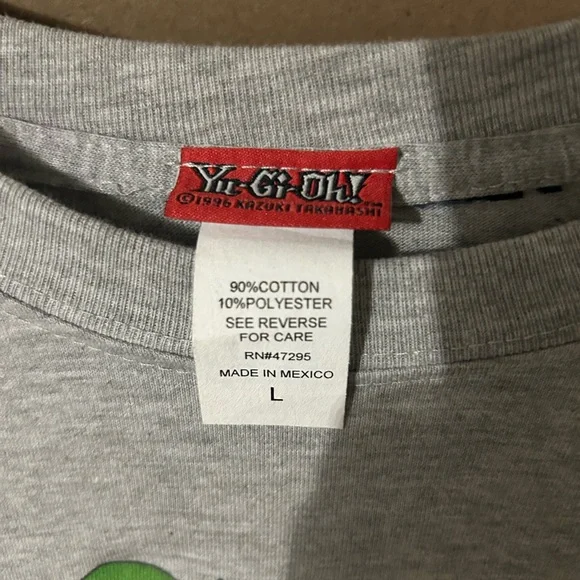 Yu-Gi-Oh!
©1996 KAZUKI TAKAHASHI
90%COTTON
10%POLYESTER
SEE REVERSE
FOR CARE
RN#47295
MADE IN MEXICO
L